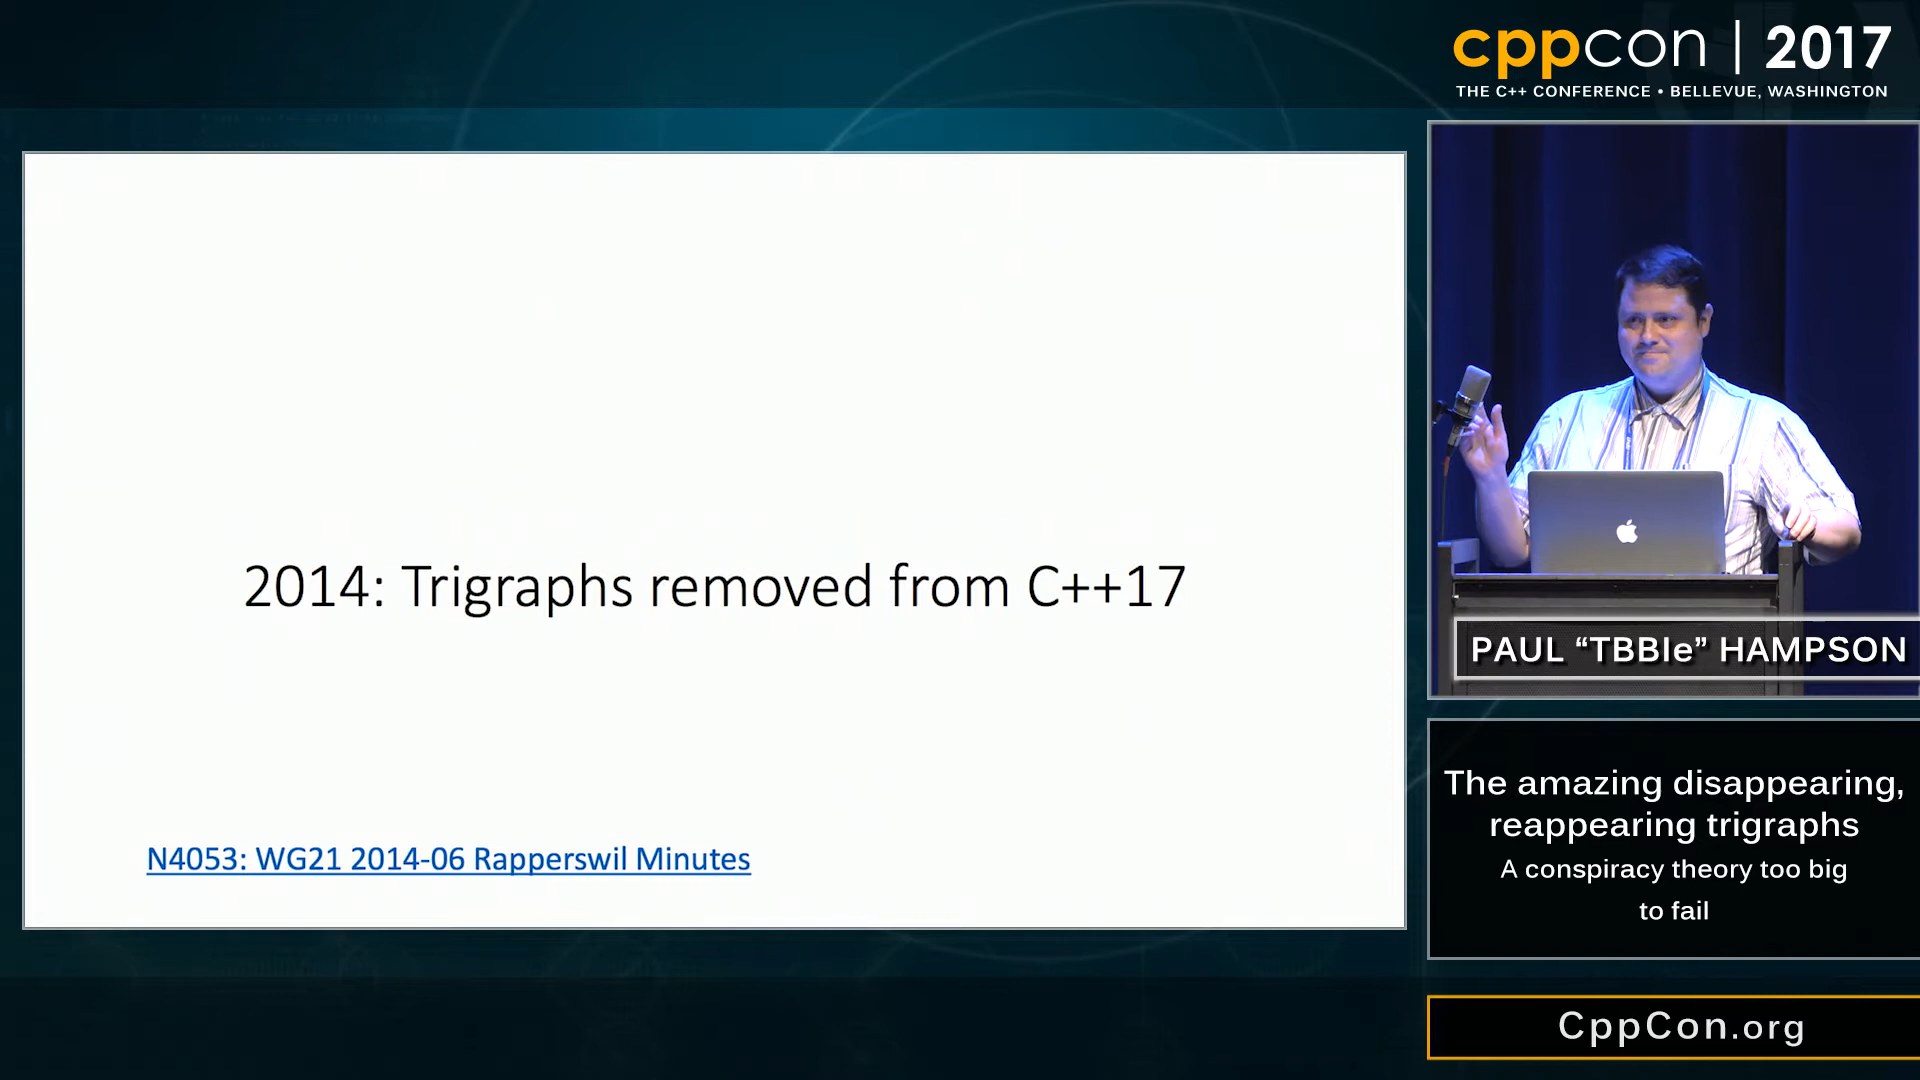 cppcon | 2017
THE C++ CONFERENCE • BELLEVUE, WASHINGTON
2014: Trigraphs removed from C++17
N4053: WG21 2014-06 Rapperswil Minutes
PAUL “TBBle” HAMPSON
The amazing disappearing,
reappearing trigraphs
A conspiracy theory too big
to fail
CppCon.org